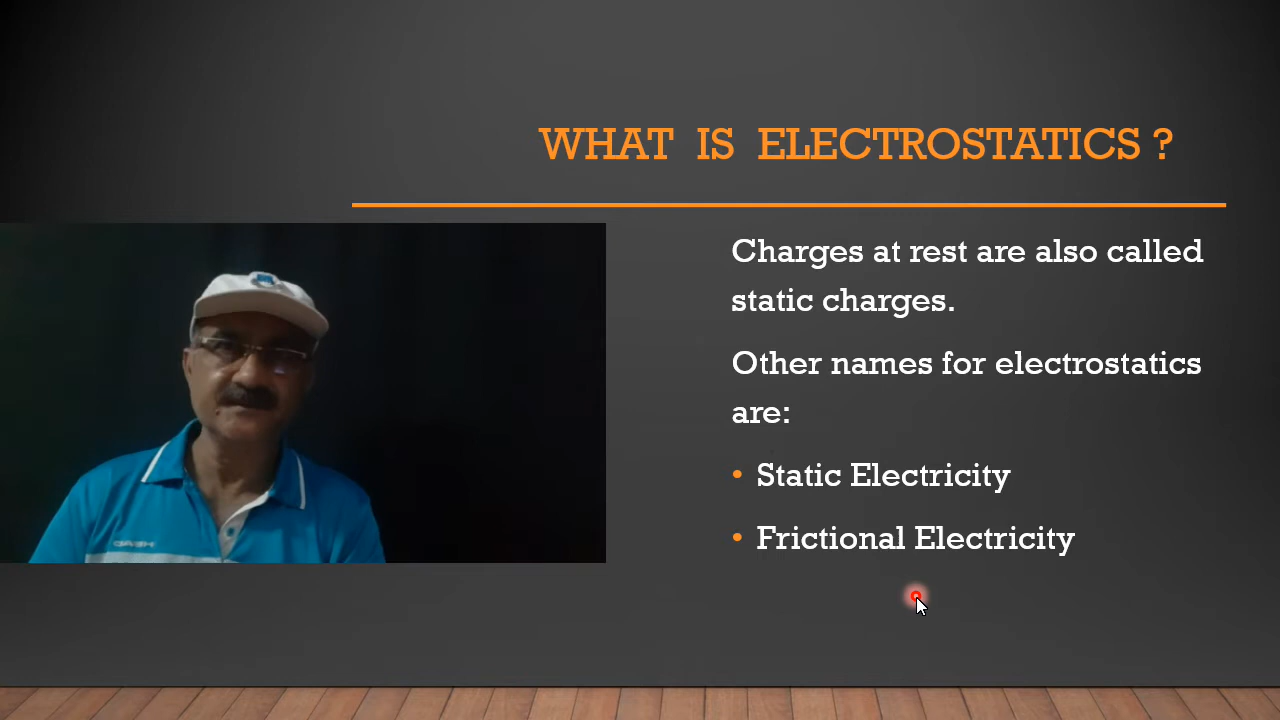 WHAT IS ELECTROSTATICS ?
Charges at rest are also called
static charges.
Other names for electrostatics
are:
• Static Electricity
• Frictional Electricity